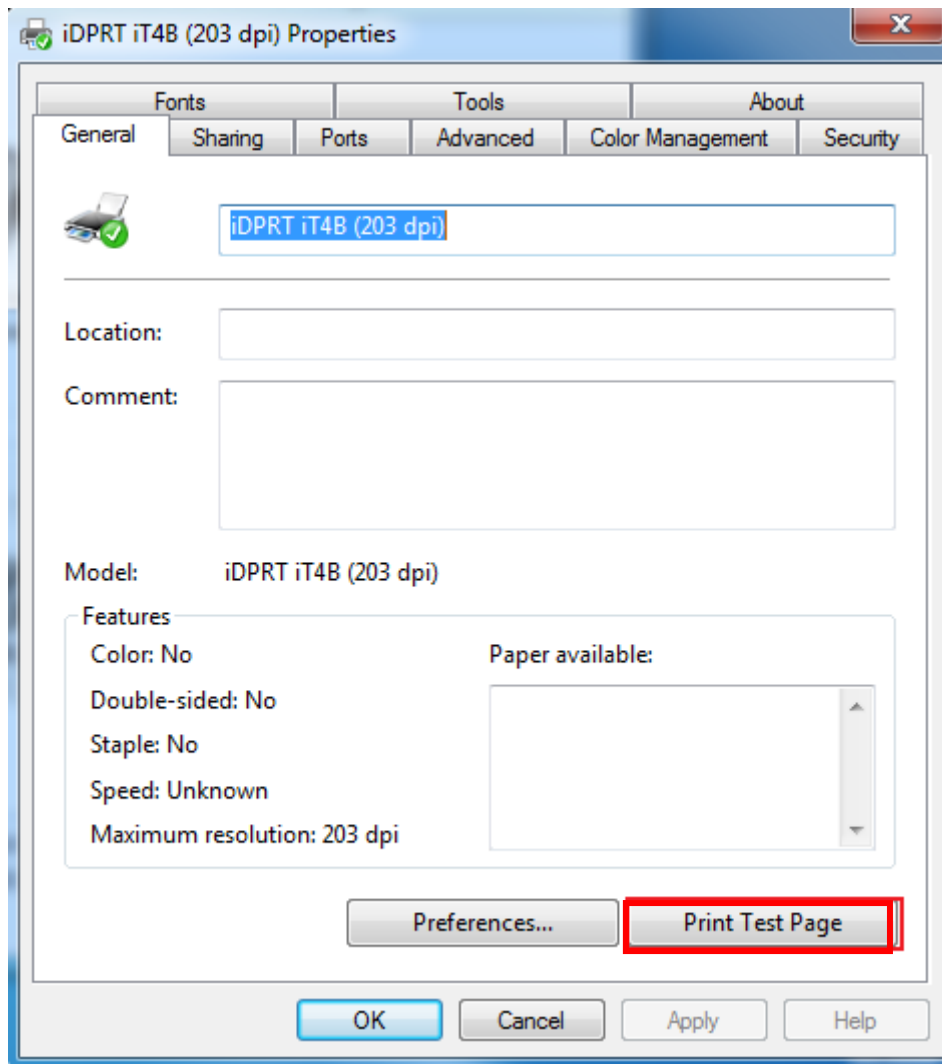 iDPRT iT4B (203 dpi) Properties
X
Fonts Tools About
General Sharing Ports Advanced Color Management Security
iDPRT iT4B (203 dpi)
Location:
Comment:
Model: iDPRT iT4B (203 dpi)
Features
Color: No Paper available:
Double-sided: No
Staple: No
Speed: Unknown
Maximum resolution: 203 dpi
Preferences... Print Test Page
OK Cancel Apply Help